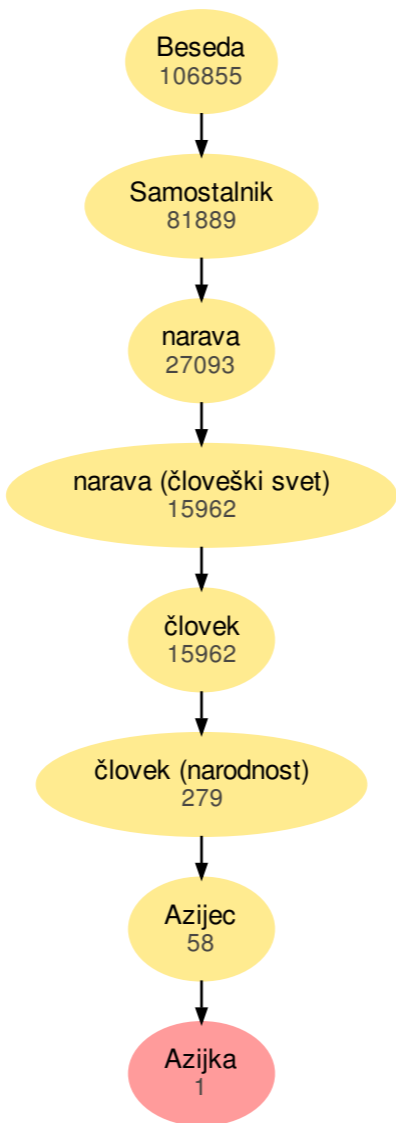 Beseda
106855
Samostalnik
81889
narava
27093
narava (človeški svet)
15962
človek
15962
človek (narodnost)
279
Azijec
58
Azijka
1